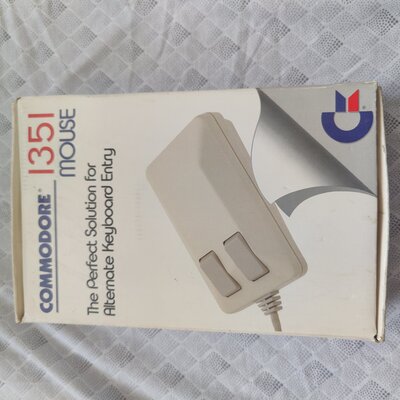 COMMODORE®
1351
MOUSE
The Perfect Solution for
Alternate Keyboard Entry